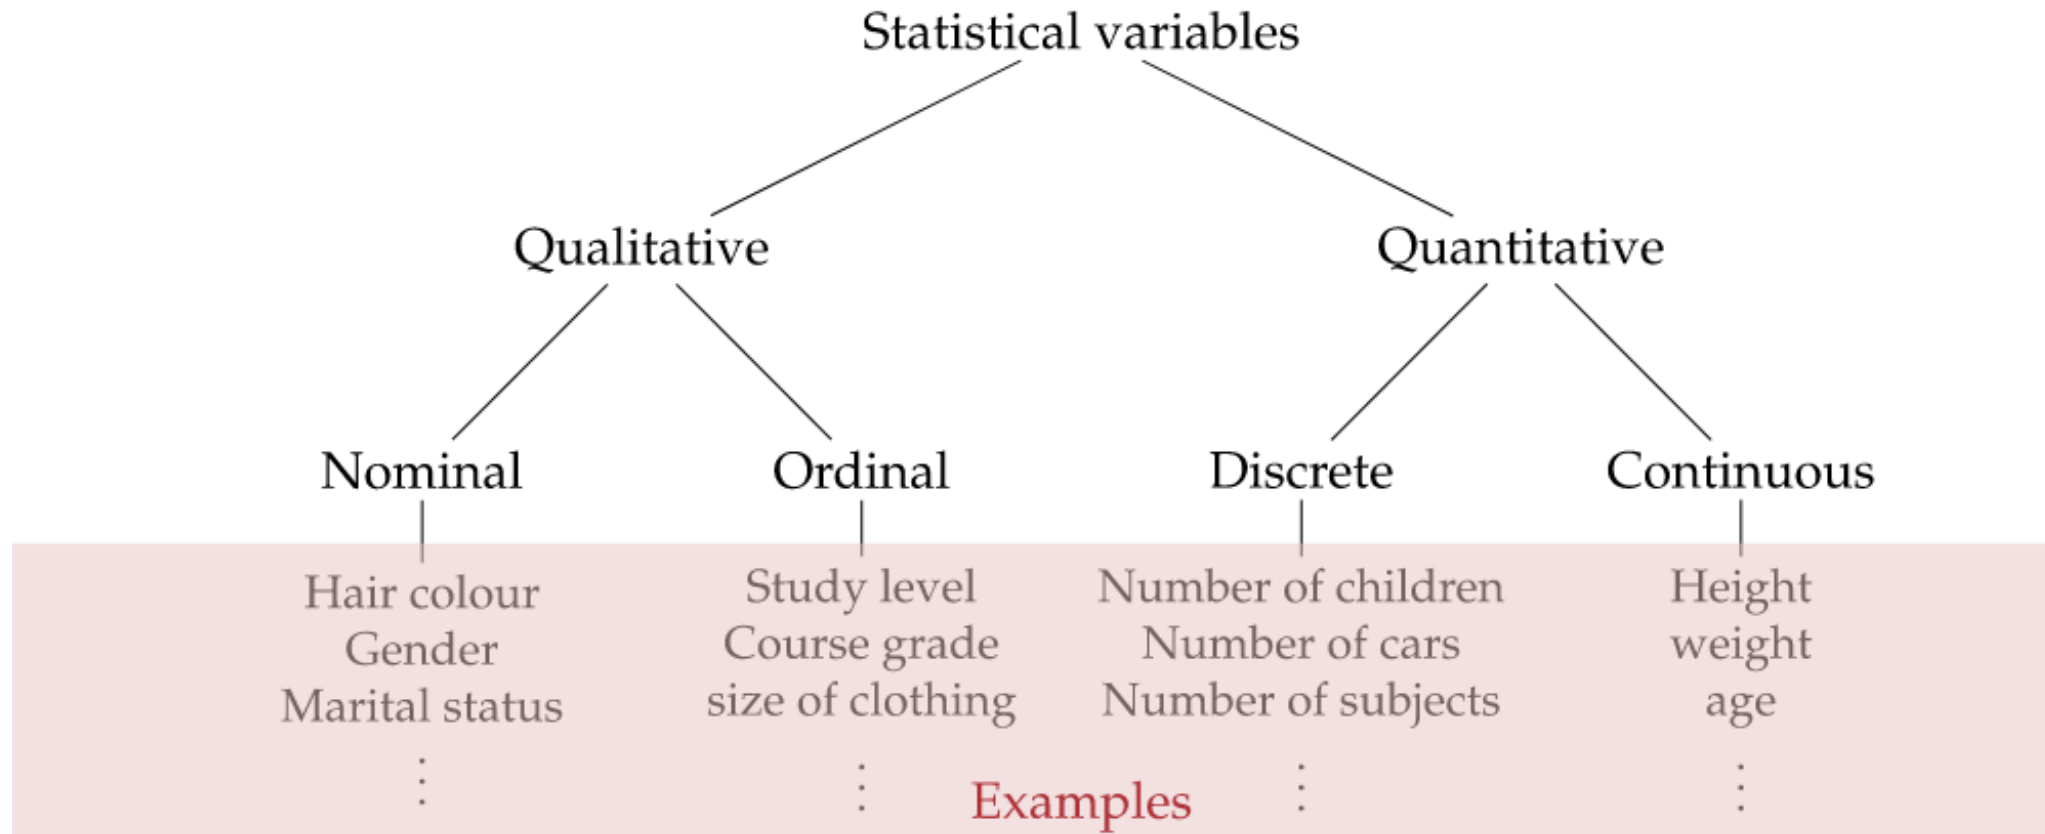 Statistical variables
Qualitative
Quantitative
Nominal
Ordinal
Discrete
Continuous
Hair colour
Gender
Marital status
⋮
Study level
Course grade
size of clothing
⋮
Number of children
Number of cars
Number of subjects
⋮
Height
weight
age
⋮
Examples